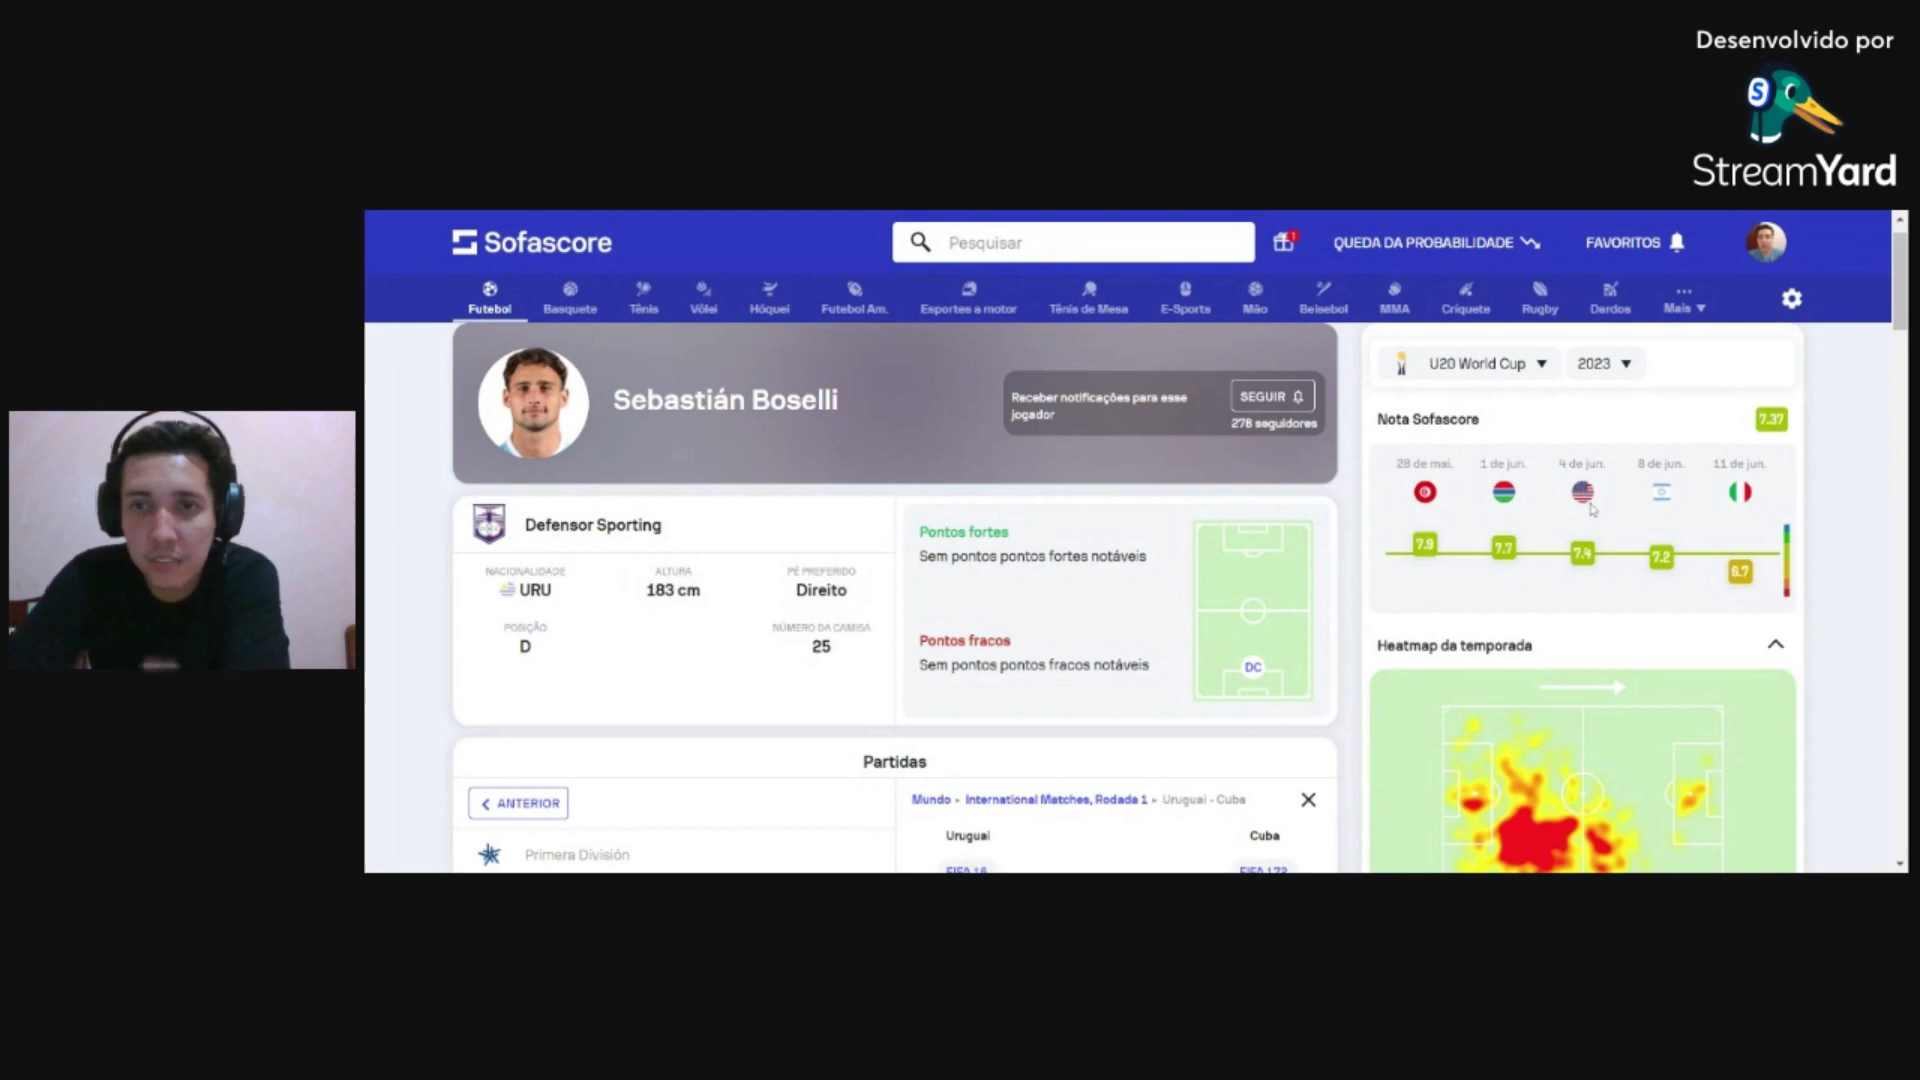 Desenvolvido por
StreamYard
Sofascore
Pesquisar
1
QUEDA DA PROBABILIDADE
FAVORITOS
Futebol
Basquete
Tênis
Vôlei
Hóquei
Futebol Am.
Esportes a motor
Tênis de Mesa
E-Sports
Mão
Beisebol
MMA
Críquete
Rugby
Dardos
Mais
Sebastián Boselli
Receber notificações para esse
jogador
SEGUIR
278 seguidores
U20 World Cup
2023
Nota Sofascore
7.37
28 de mai.
1 de jun.
4 de jun.
8 de jun.
11 de jun.
7.9
7.7
7.4
7.2
6.7
Defensor Sporting
NACIONALIDADE
URU
ALTURA
183 cm
PÉ PREFERIDO
Direito
POSIÇÃO
D
NÚMERO DA CAMISA
25
Pontos fortes
Sem pontos pontos fortes notáveis
Pontos fracos
Sem pontos pontos fracos notáveis
DC
Heatmap da temporada
Partidas
ANTERIOR
Primera División
Mundo
International Matches, Rodada 1
Uruguai - Cuba
Uruguai
Cuba
FIFA 16
FIFA 172